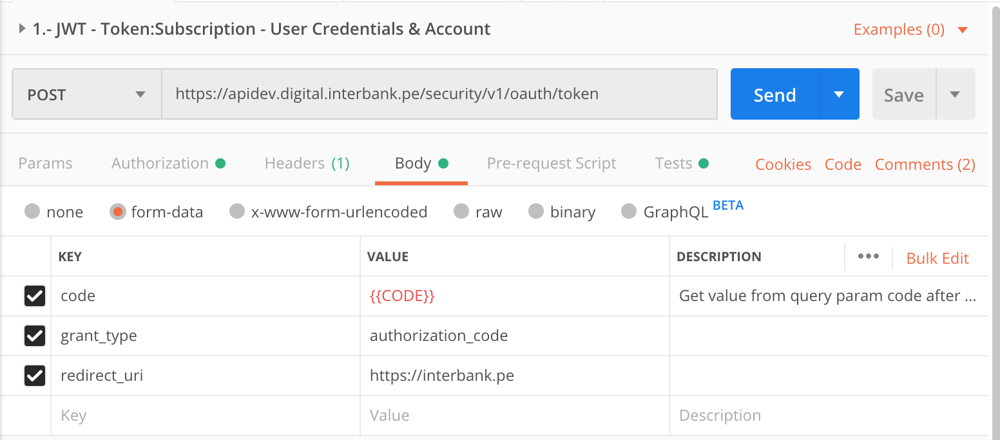 1.- JWT - Token:Subscription - User Credentials & Account
Examples (0)
POST
https://apidev.digital.interbank.pe/security/v1/oauth/token
Send
Save
Params
Authorization
Headers (1)
Body
Pre-request Script
Tests
Cookies
Code
Comments (2)
none
form-data
x-www-form-urlencoded
raw
binary
GraphQL BETA
KEY
VALUE
DESCRIPTION
Bulk Edit
code
{{CODE}}
Get value from query param code after ...
grant_type
authorization_code
redirect_uri
https://interbank.pe
Key
Value
Description